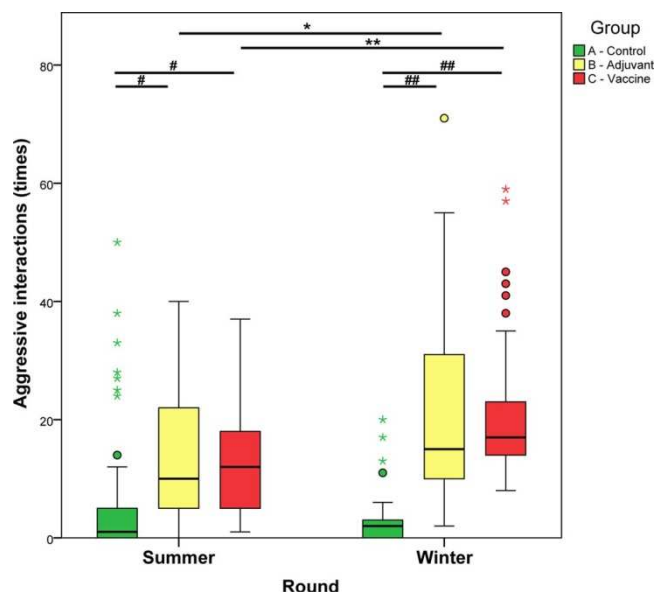 Group
A - Control
B - Adjuvant
C - Vaccine
*
**
#
##
#
##
80
60
40
20
0
Aggressive interactions (times)
Summer
Winter
Round